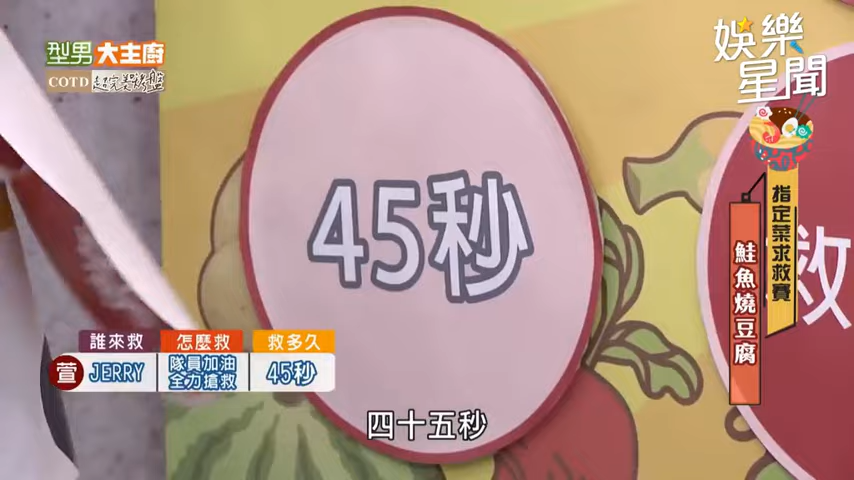 型男大主廚
COTD
娛樂
星聞
45秒
指定菜求救賽
鮭魚燒豆腐
救
誰來救
怎麼救
救多久
萱
JERRY
隊員加油
全力搶救
45秒
四十五秒